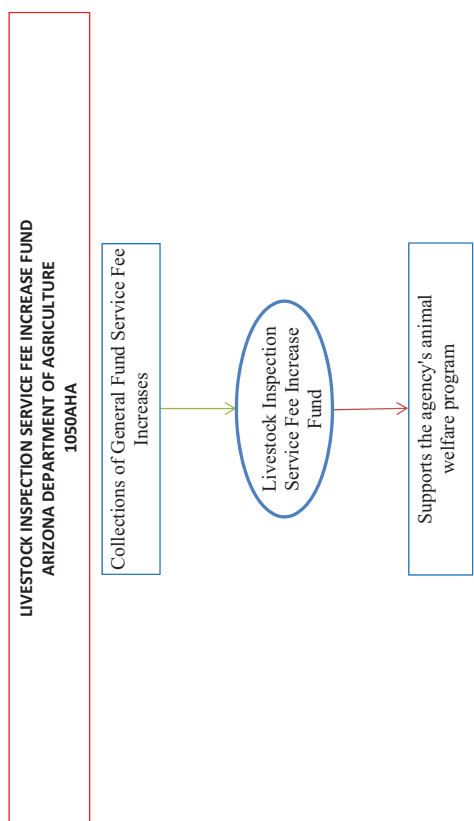 LIVESTOCK INSPECTION SERVICE FEE INCREASE FUND
ARIZONA DEPARTMENT OF AGRICULTURE
1050AHA
Collections of General Fund Service Fee
Increases
Livestock Inspection
Service Fee Increase
Fund
Supports the agency's animal
welfare program